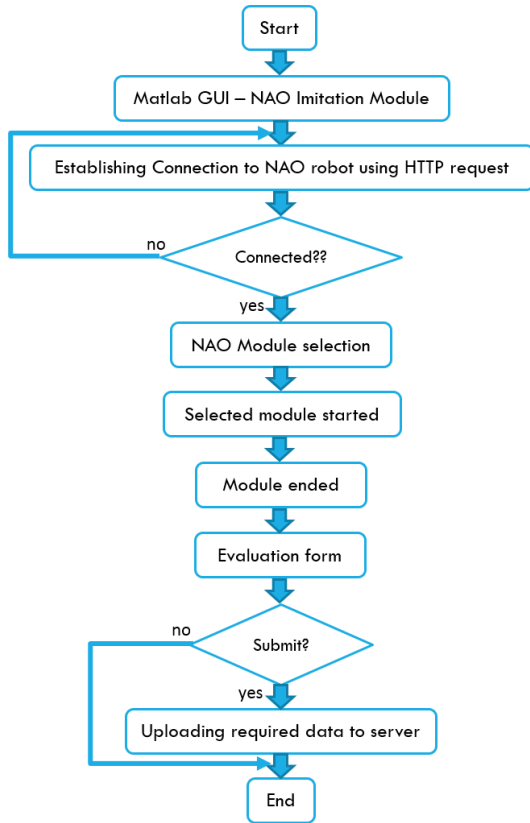 Start
Matlab GUI – NAO Imitation Module
Establishing Connection to NAO robot using HTTP request
no
Connected??
yes
NAO Module selection
Selected module started
Module ended
Evaluation form
no
Submit?
yes
Uploading required data to server
End